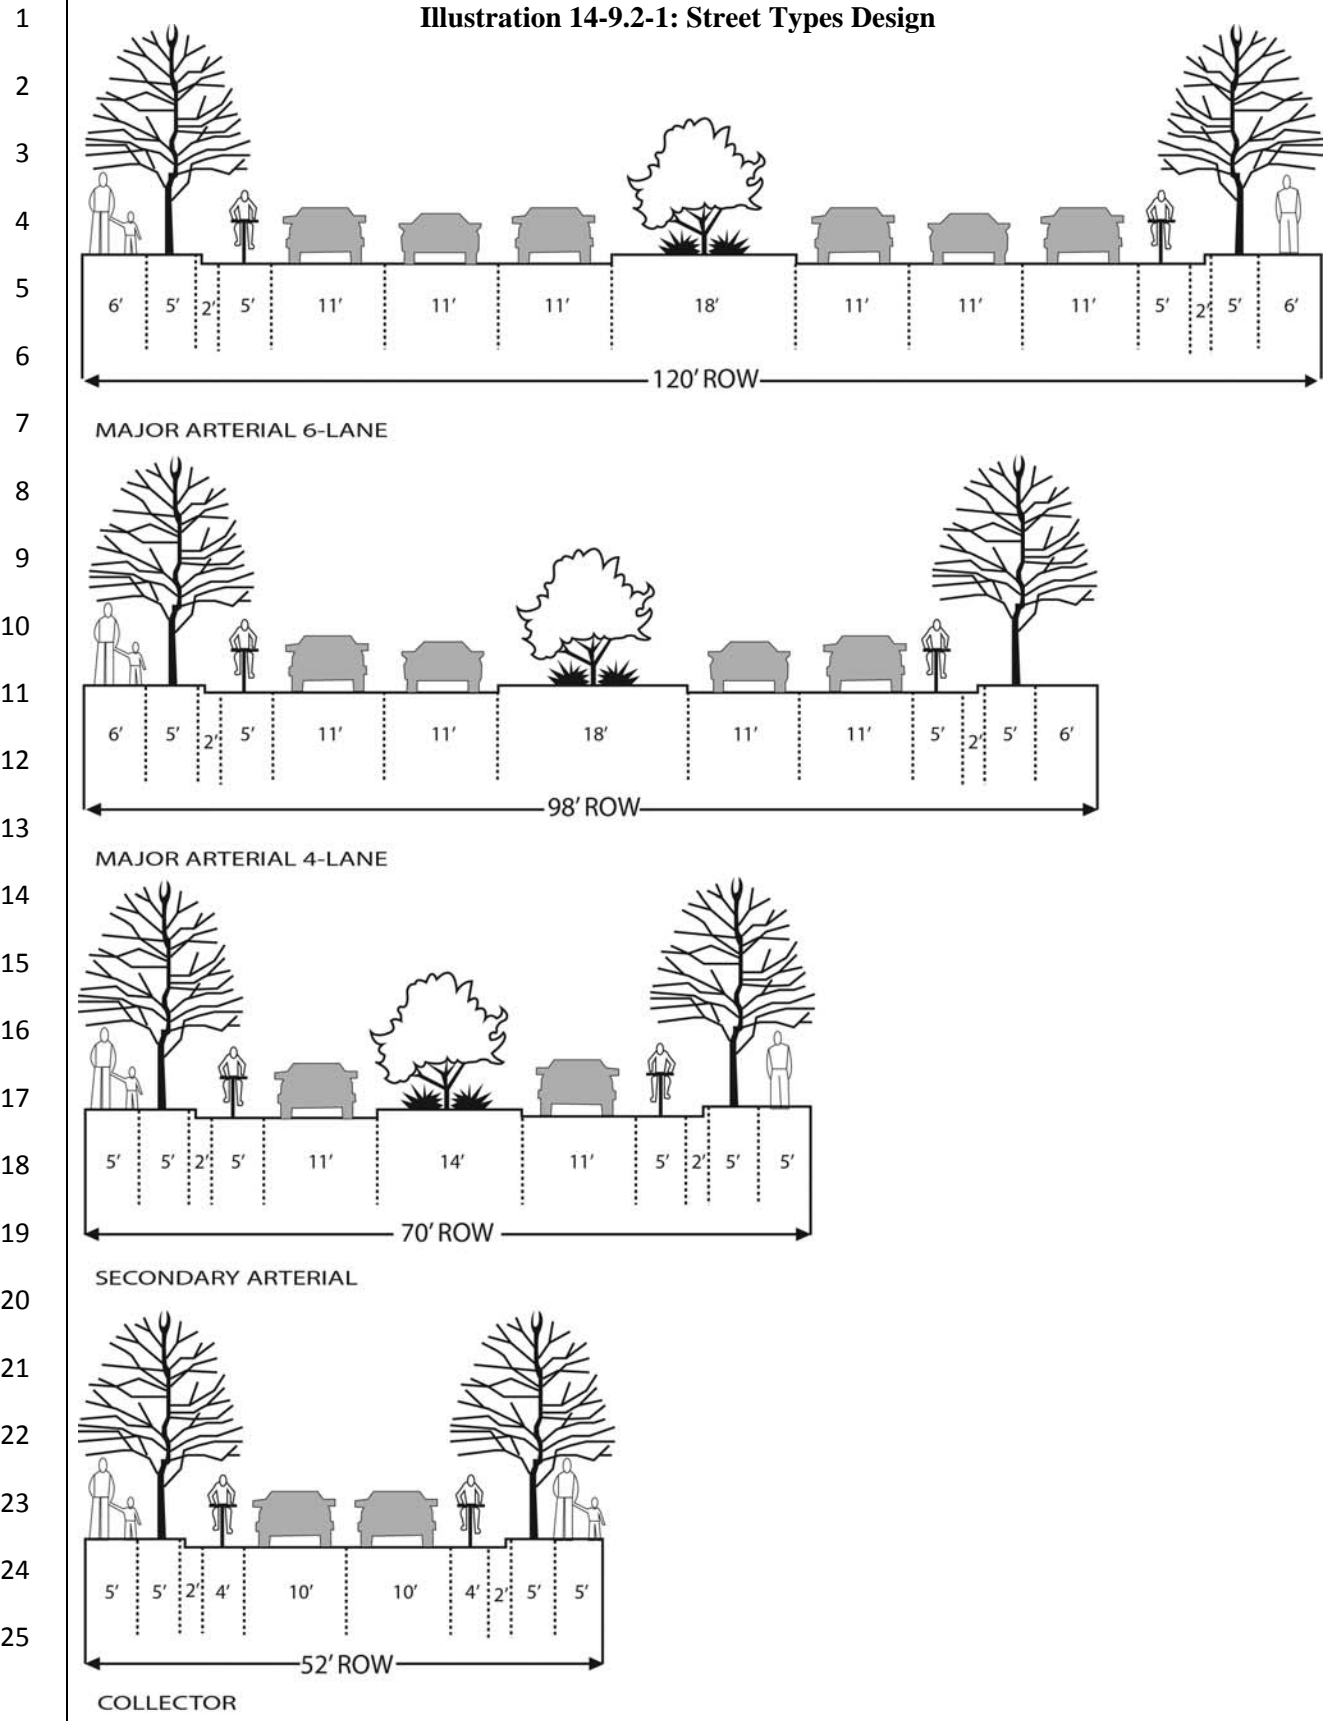 Illustration 14-9.2-1: Street Types Design
1
2
3
4
5
6
7
8
9
10
11
12
13
14
15
16
17
18
19
20
21
22
23
24
25
6' 5' 2' 5' 11' 11' 11' 18' 11' 11' 11' 5' 2' 5' 6'
120' ROW
MAJOR ARTERIAL 6-LANE
6' 5' 2' 5' 11' 11' 18' 11' 11' 5' 2' 5' 6'
98' ROW
MAJOR ARTERIAL 4-LANE
5' 5' 2' 5' 11' 14' 11' 5' 2' 5' 5'
70' ROW
SECONDARY ARTERIAL
5' 5' 2' 4' 10' 10' 4' 2' 5' 5'
52' ROW
COLLECTOR